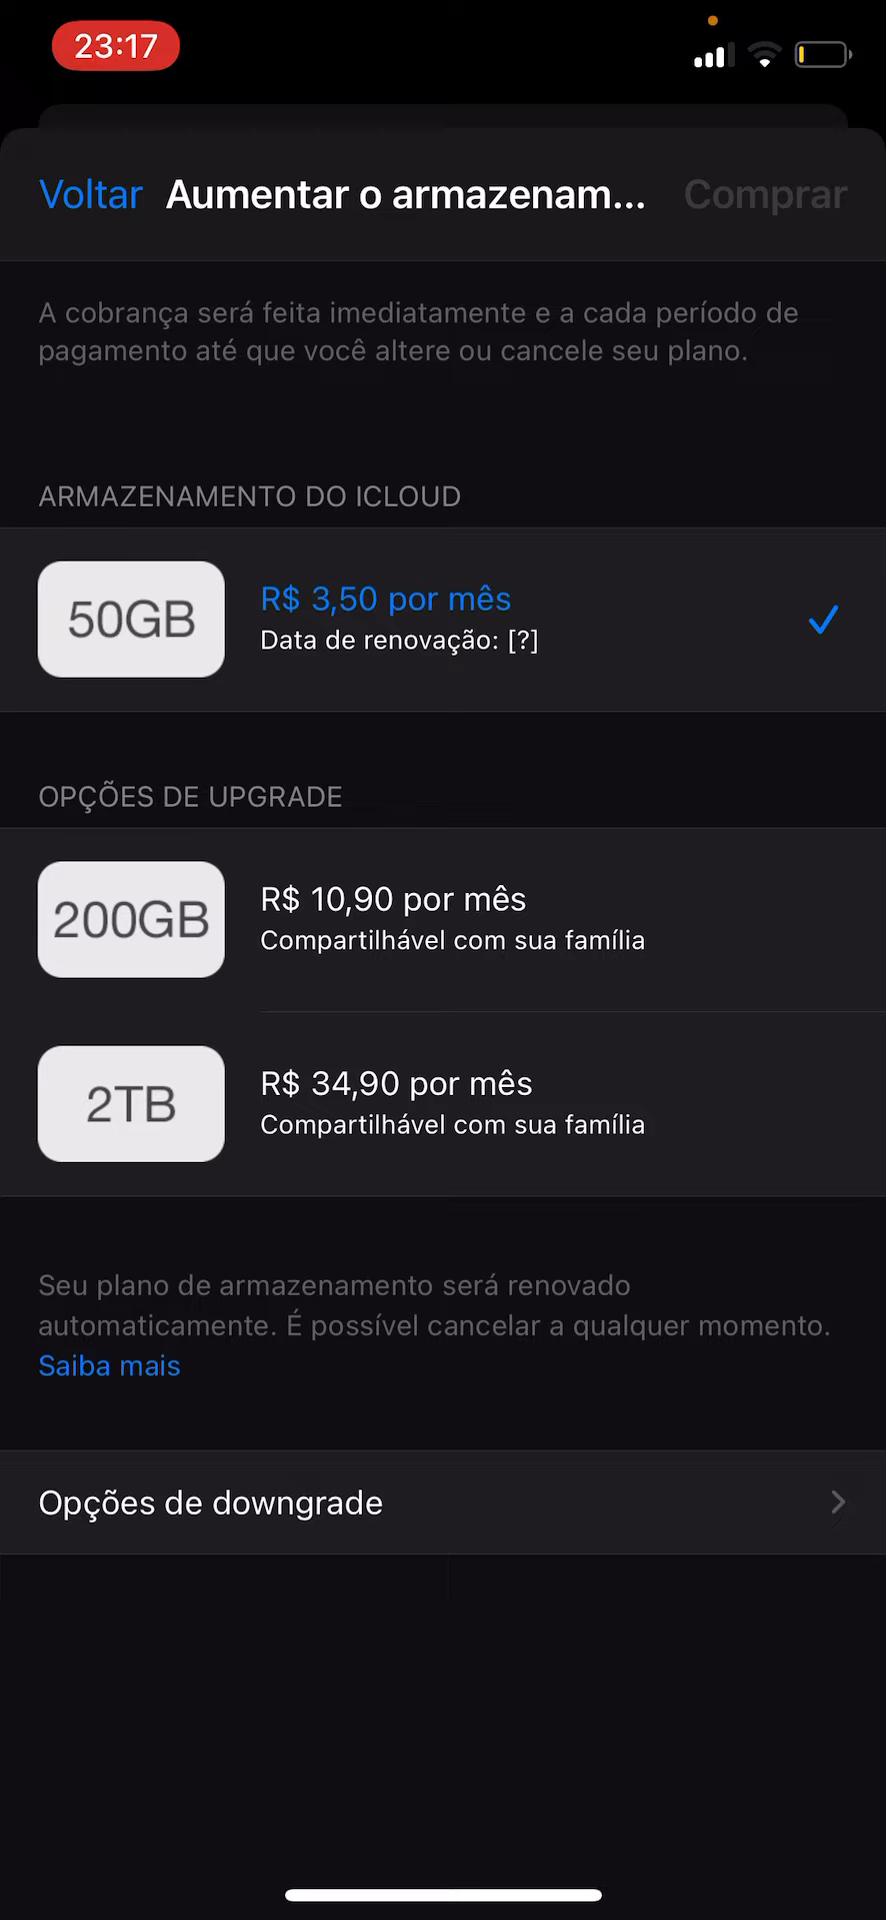 23:17
Voltar Aumentar o armazenam... Comprar
A cobrança será feita imediatamente e a cada período de
pagamento até que você altere ou cancele seu plano.
ARMAZENAMENTO DO ICLOUD
50GB
R$ 3,50 por mês
Data de renovação: [?]
OPÇÕES DE UPGRADE
200GB
R$ 10,90 por mês
Compartilhável com sua família
2TB
R$ 34,90 por mês
Compartilhável com sua família
Seu plano de armazenamento será renovado
automaticamente. É possível cancelar a qualquer momento.
Saiba mais
Opções de downgrade